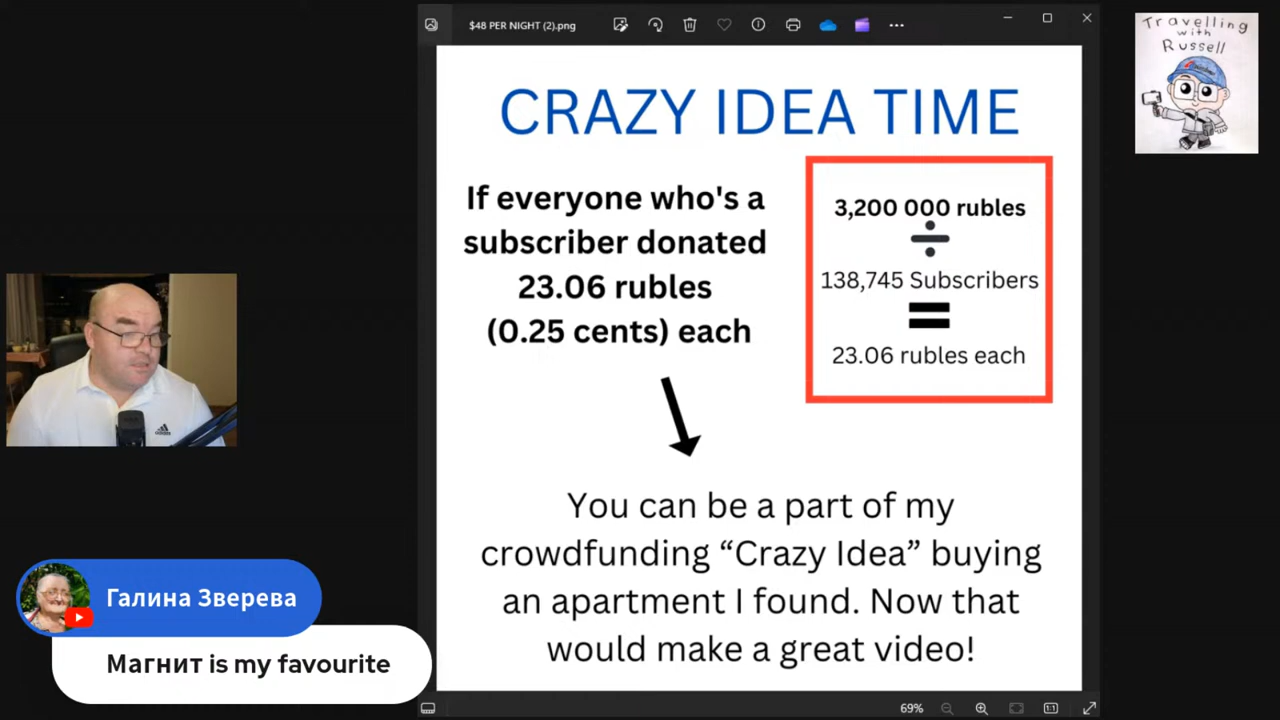 $48 PER NIGHT (2).png
Travelling
with
Russell
CRAZY IDEA TIME
If everyone who's a
subscriber donated
23.06 rubles
(0.25 cents) each
3,200 000 rubles
÷
138,745 Subscribers
=
23.06 rubles each
You can be a part of my
crowdfunding “Crazy Idea” buying
an apartment I found. Now that
would make a great video!
Галина Зверева
Магнит is my favourite
69%
1:1